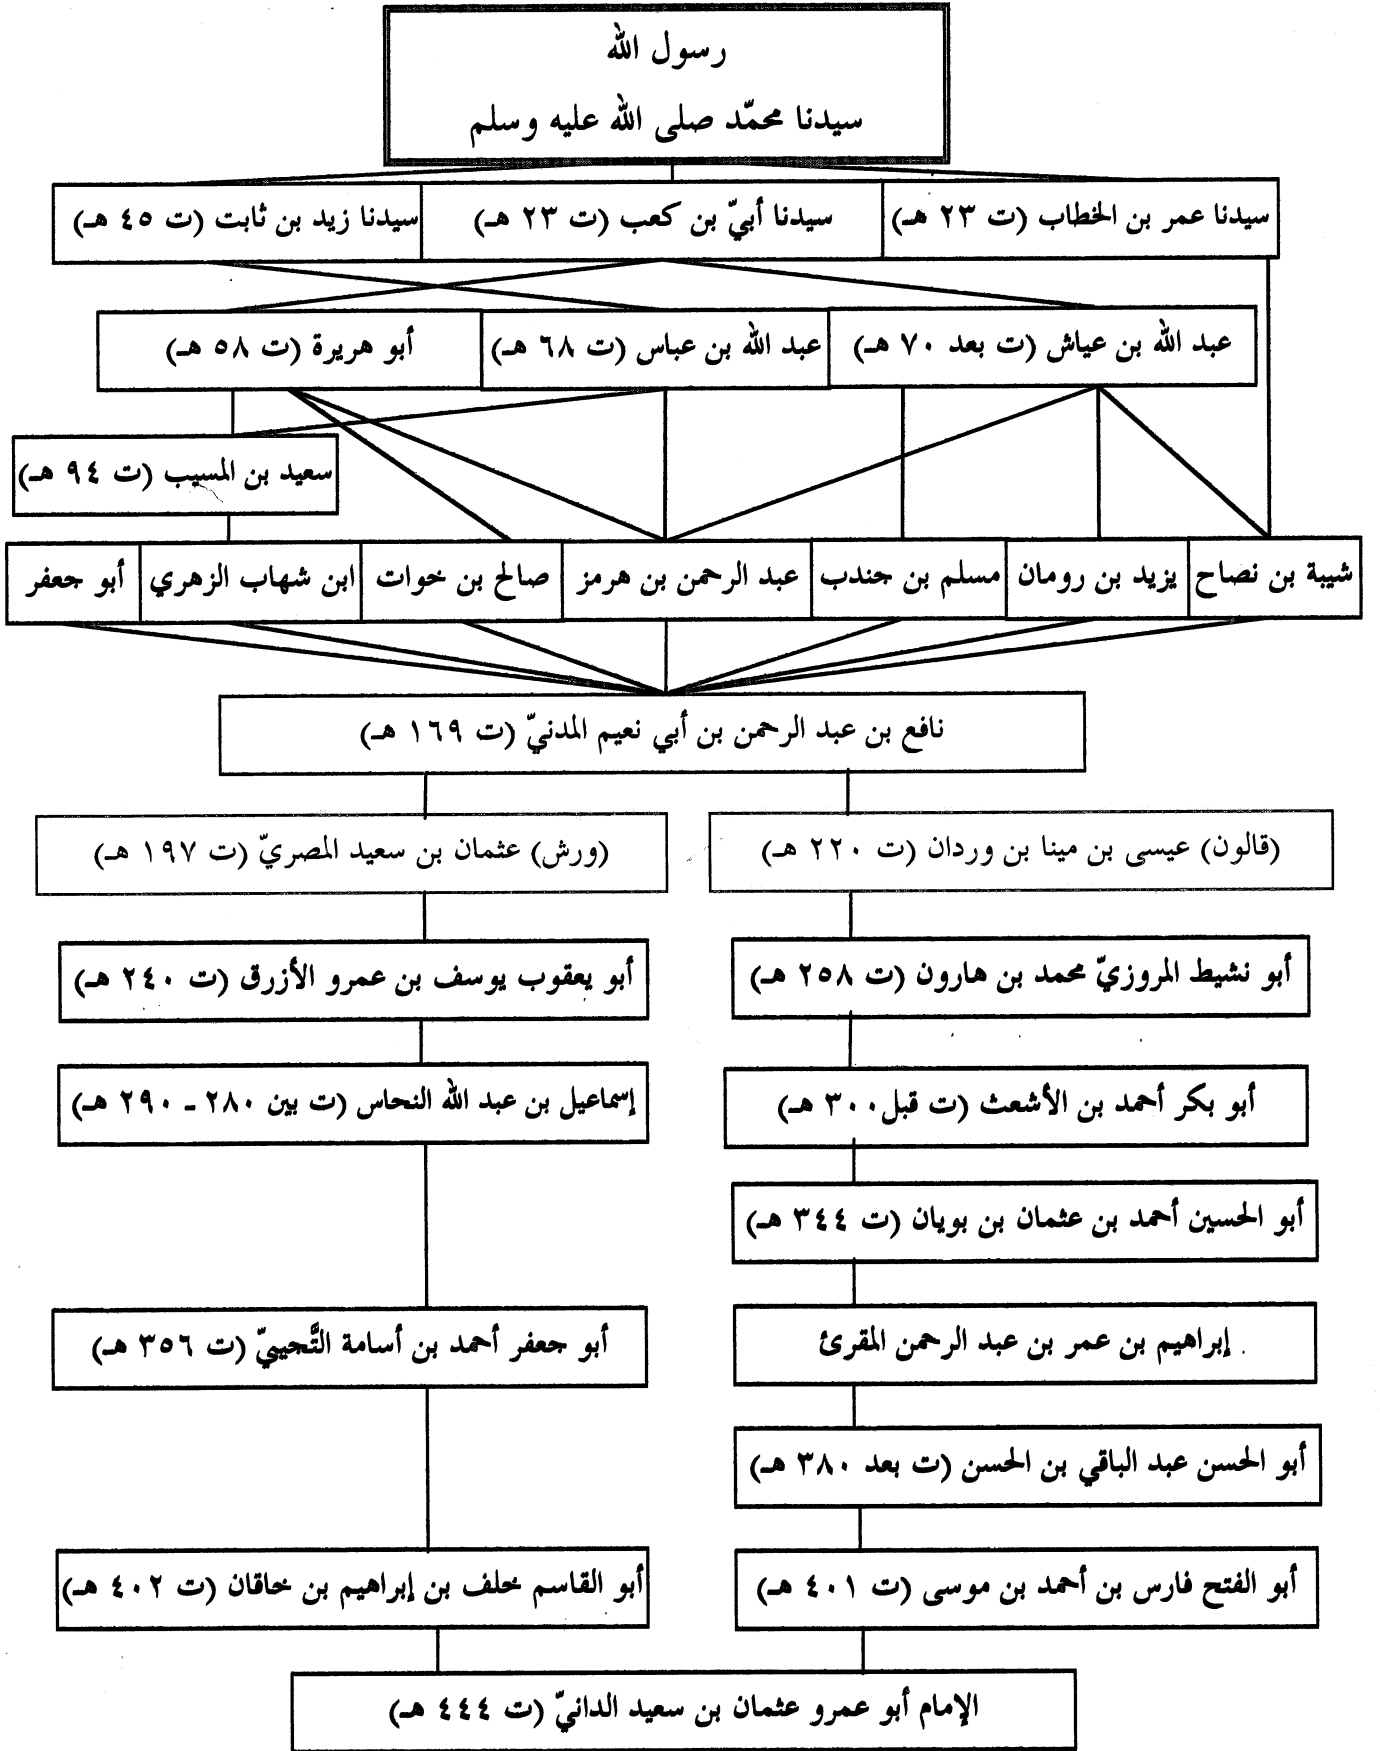 رسول الله
سيدنا محمّد صلى الله عليه وسلم
سيدنا عمر بن الخطاب (ت ٢٣ هـ)
سيدنا أبيّ بن كعب (ت ٢٣ هـ)
سيدنا زيد بن ثابت (ت ٤٥ هـ)
عبد الله بن عياش (ت بعد ٧٠ هـ)
عبد الله بن عباس (ت ٦٨ هـ)
أبو هريرة (ت ٥٨ هـ)
سعيد بن المسيب (ت ٩٤ هـ)
شيبة بن نصاح
يزيد بن رومان
مسلم بن جندب
عبد الرحمن بن هرمز
صالح بن خوات
ابن شهاب الزهري
أبو جعفر
نافع بن عبد الرحمن بن أبي نعيم المدنيّ (ت ١٦٩ هـ)
(قالون) عيسى بن مينا بن وردان (ت ٢٢٠ هـ)
(ورش) عثمان بن سعيد المصريّ (ت ١٩٧ هـ)
أبو نشيط المروزيّ محمد بن هارون (ت ٢٥٨ هـ)
أبو يعقوب يوسف بن عمرو الأزرق (ت ٢٤٠ هـ)
أبو بكر أحمد بن الأشعث (ت قبل٣٠٠ هـ)
إسماعيل بن عبد الله النحاس (ت بين ٢٨٠ ـ ٢٩٠ هـ)
أبو الحسين أحمد بن عثمان بن بويان (ت ٣٤٤ هـ)
إبراهيم بن عمر بن عبد الرحمن المقرئ
أبو جعفر أحمد بن أسامة التَّجيبيّ (ت ٣٥٦ هـ)
أبو الحسن عبد الباقي بن الحسن (ت بعد ٣٨٠ هـ)
أبو الفتح فارس بن أحمد بن موسى (ت ٤٠١ هـ)
أبو القاسم خلف بن إبراهيم بن خاقان (ت ٤٠٢ هـ)
الإمام أبو عمرو عثمان بن سعيد الدانيّ (ت ٤٤٤ هـ)